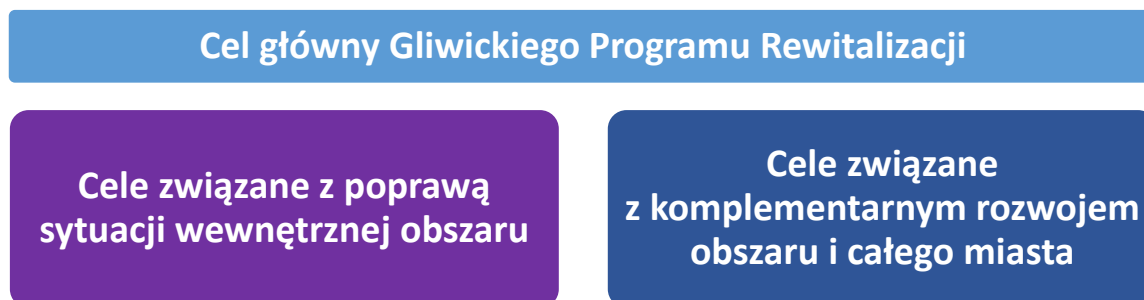 Cel główny Gliwickiego Programu Rewitalizacji
Cele związane z poprawą
sytuacji wewnętrznej obszaru
Cele związane
z komplementarnym rozwojem
obszaru i całego miasta